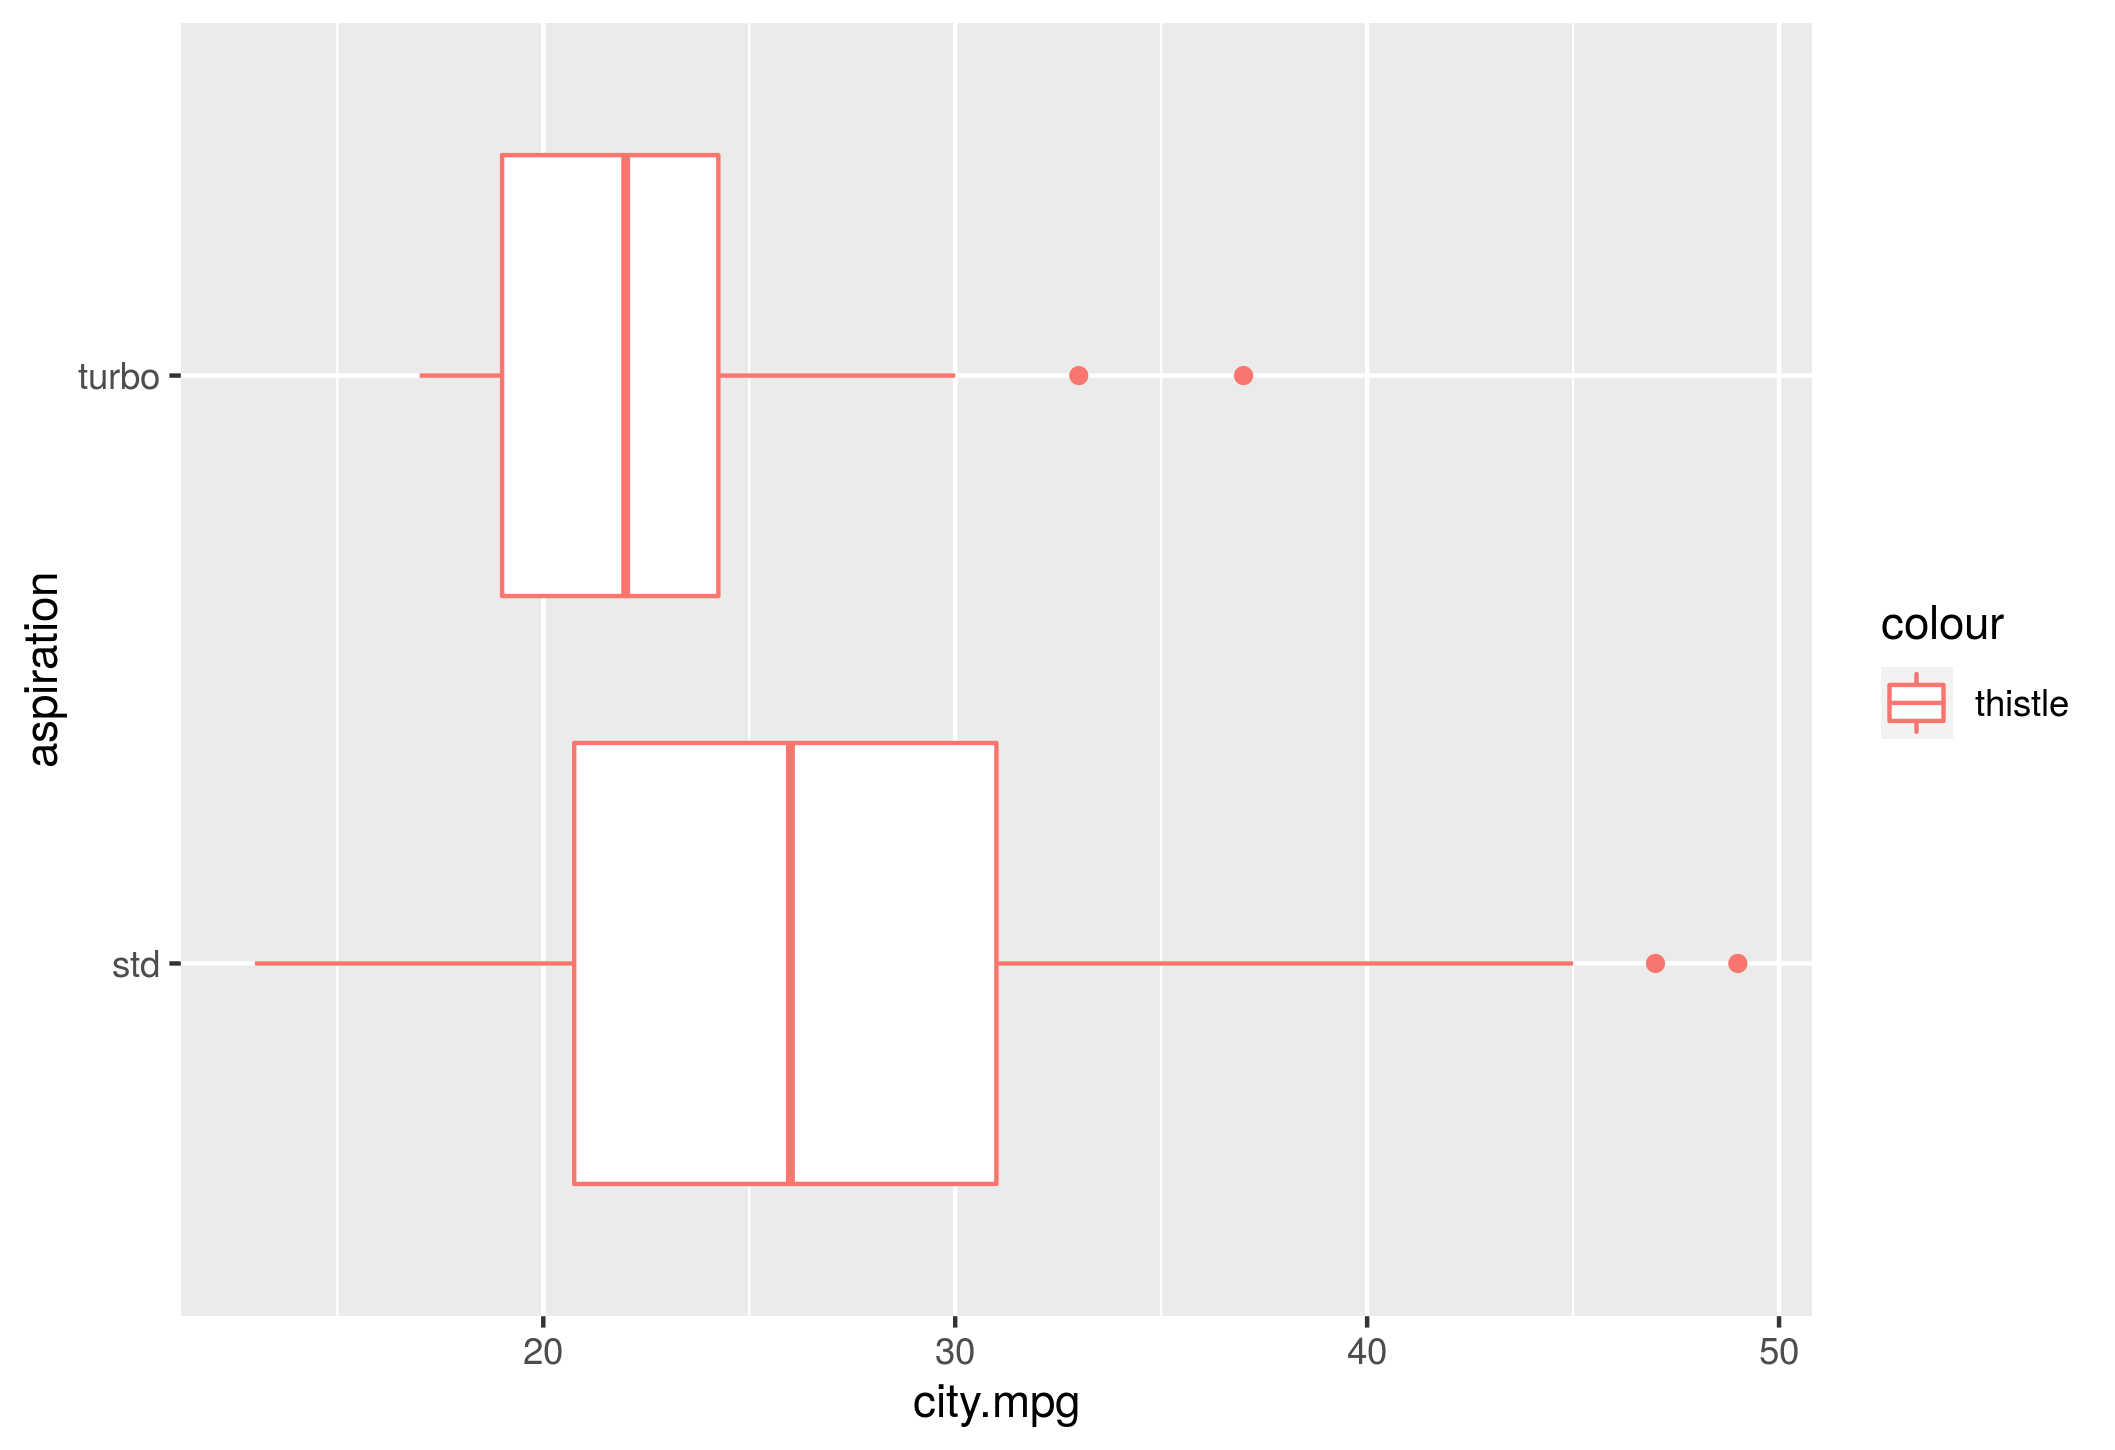 turbo
std
aspiration
20 30 40 50
city.mpg
colour
thistle